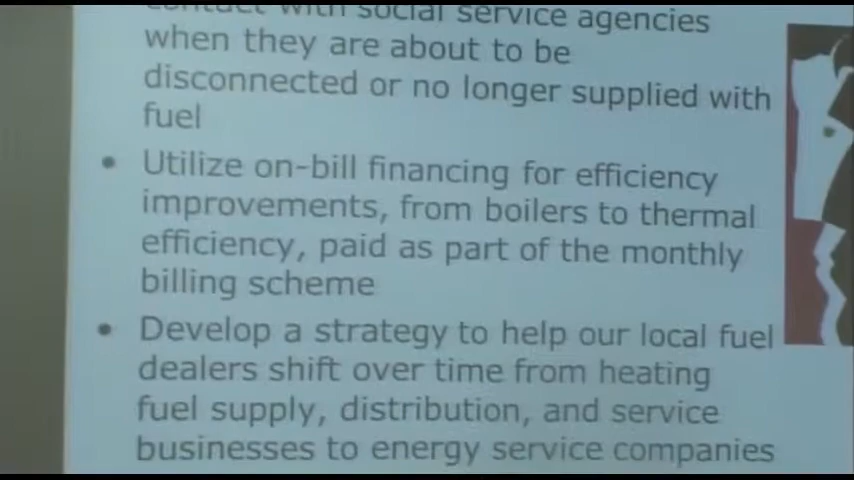 contact with social service agencies
when they are about to be
disconnected or no longer supplied with
fuel
• Utilize on-bill financing for efficiency
improvements, from boilers to thermal
efficiency, paid as part of the monthly
billing scheme
• Develop a strategy to help our local fuel
dealers shift over time from heating
fuel supply, distribution, and service
businesses to energy service companies